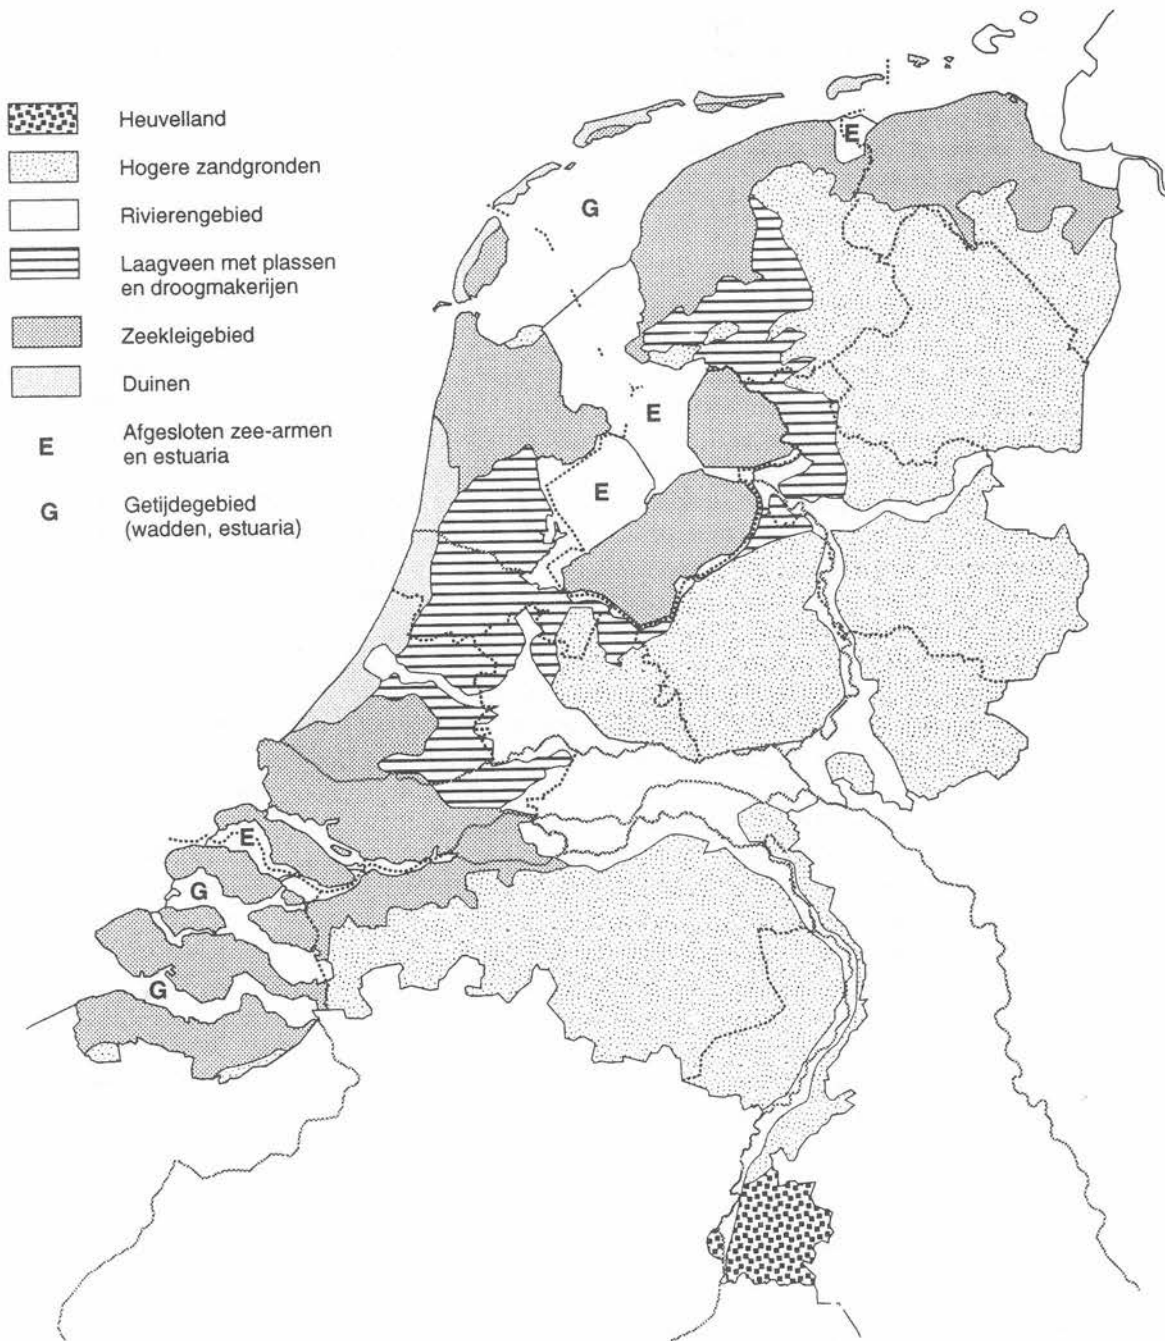 Heuvelland
Hogere zandgronden
Rivierengebied
Laagveen met plassen
en droogmakerijen
Zeekleigebied
Duinen
E Afgesloten zee-armen
en estuaria
G Getijdegebied
(wadden, estuaria)
E
G
E
E
E
G
G